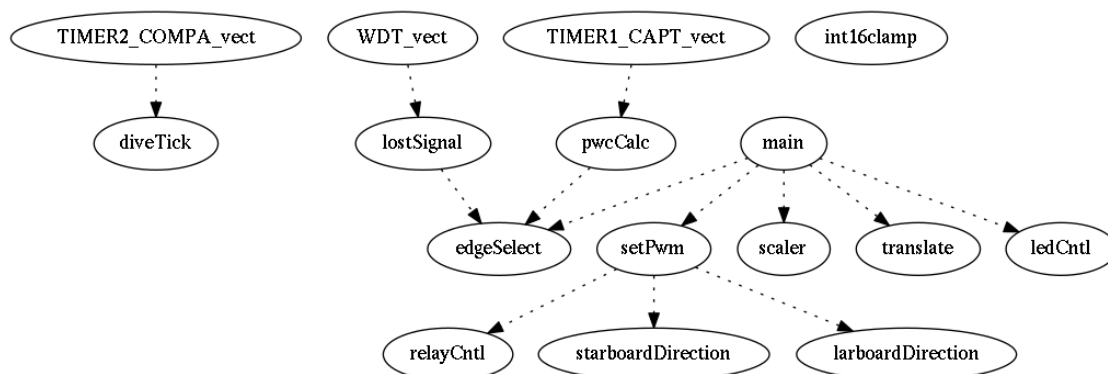 TIMER2_COMPA_vect
WDT_vect
TIMER1_CAPT_vect
int16clamp
diveTick
lostSignal
pwcCalc
main
edgeSelect
setPwm
scaler
translate
ledCntl
relayCntl
starboardDirection
larboardDirection